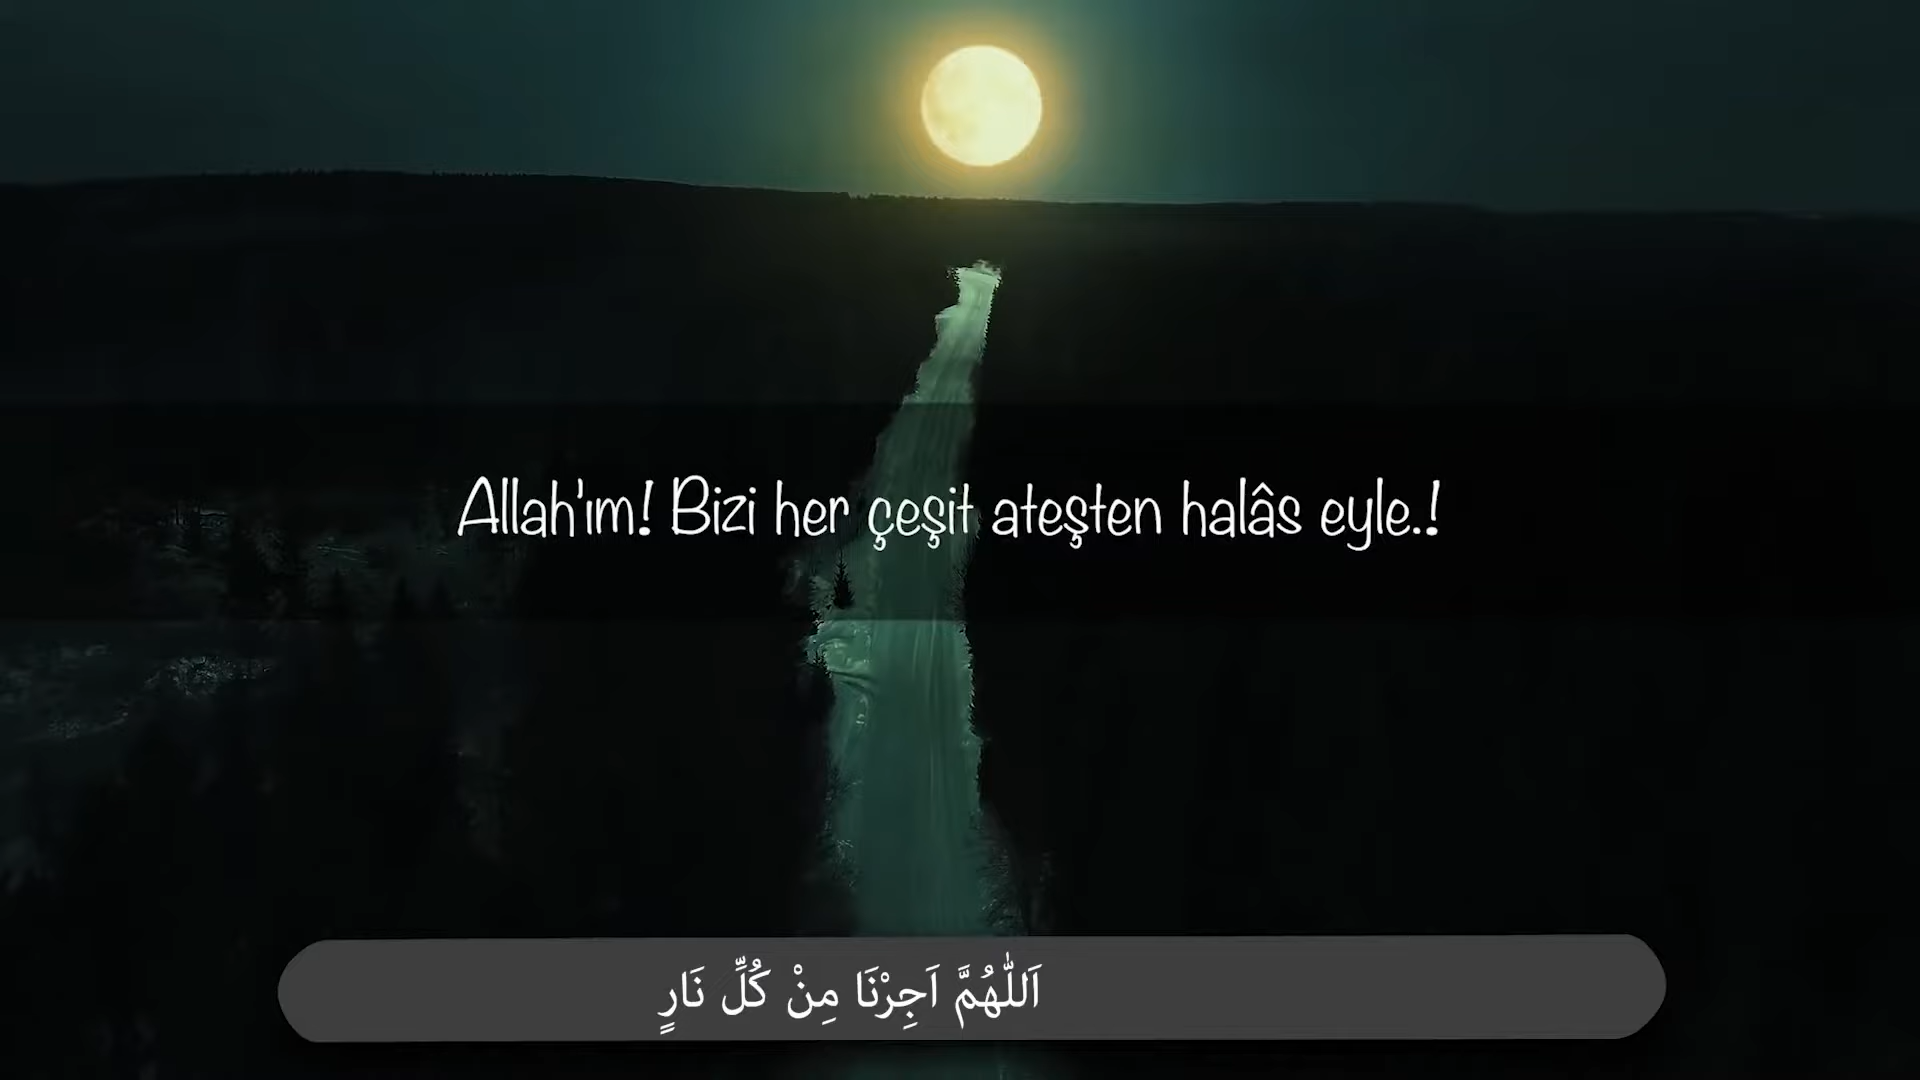 Allah'ım! Bizi her çeşit ateşten halâs eyle.!
اَللّٰهُمَّ اَجِرْنَا مِنْ كُلِّ نَارٍ